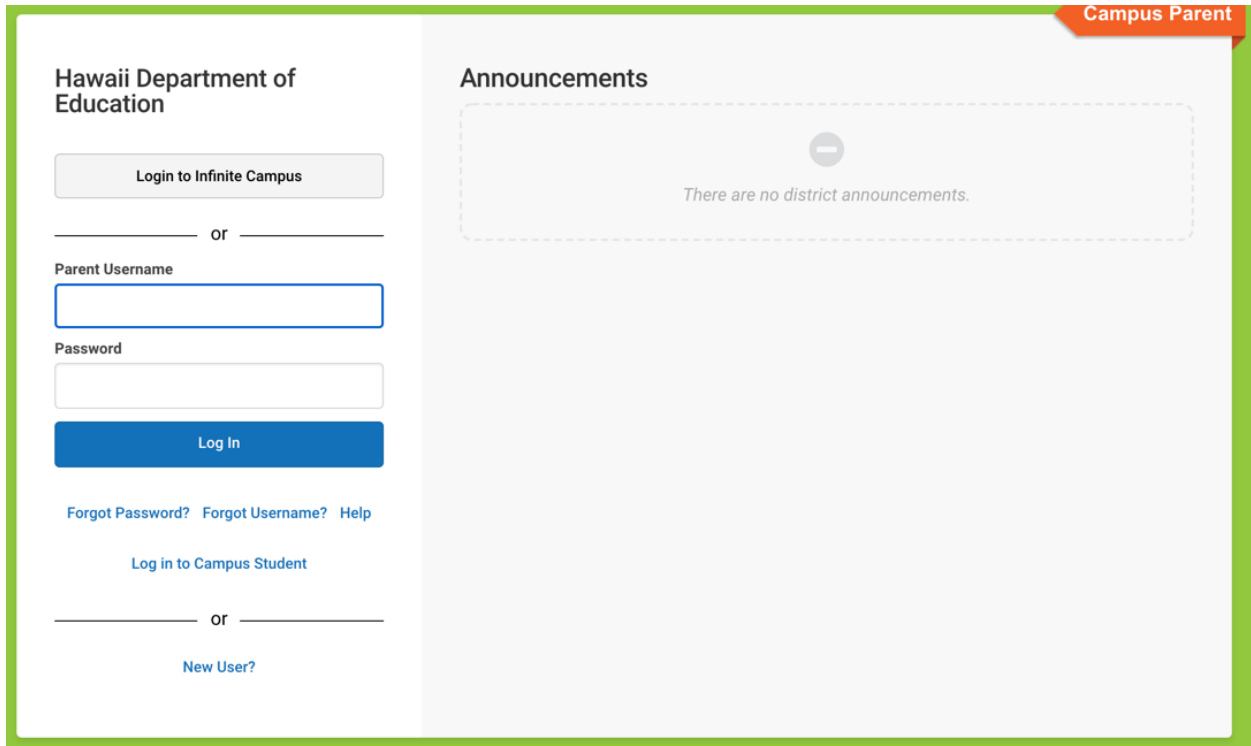 Campus Parent
Hawaii Department of
Education
Login to Infinite Campus
or
Parent Username
Password
Log In
Forgot Password? Forgot Username? Help
Log in to Campus Student
or
New User?
Announcements
There are no district announcements.